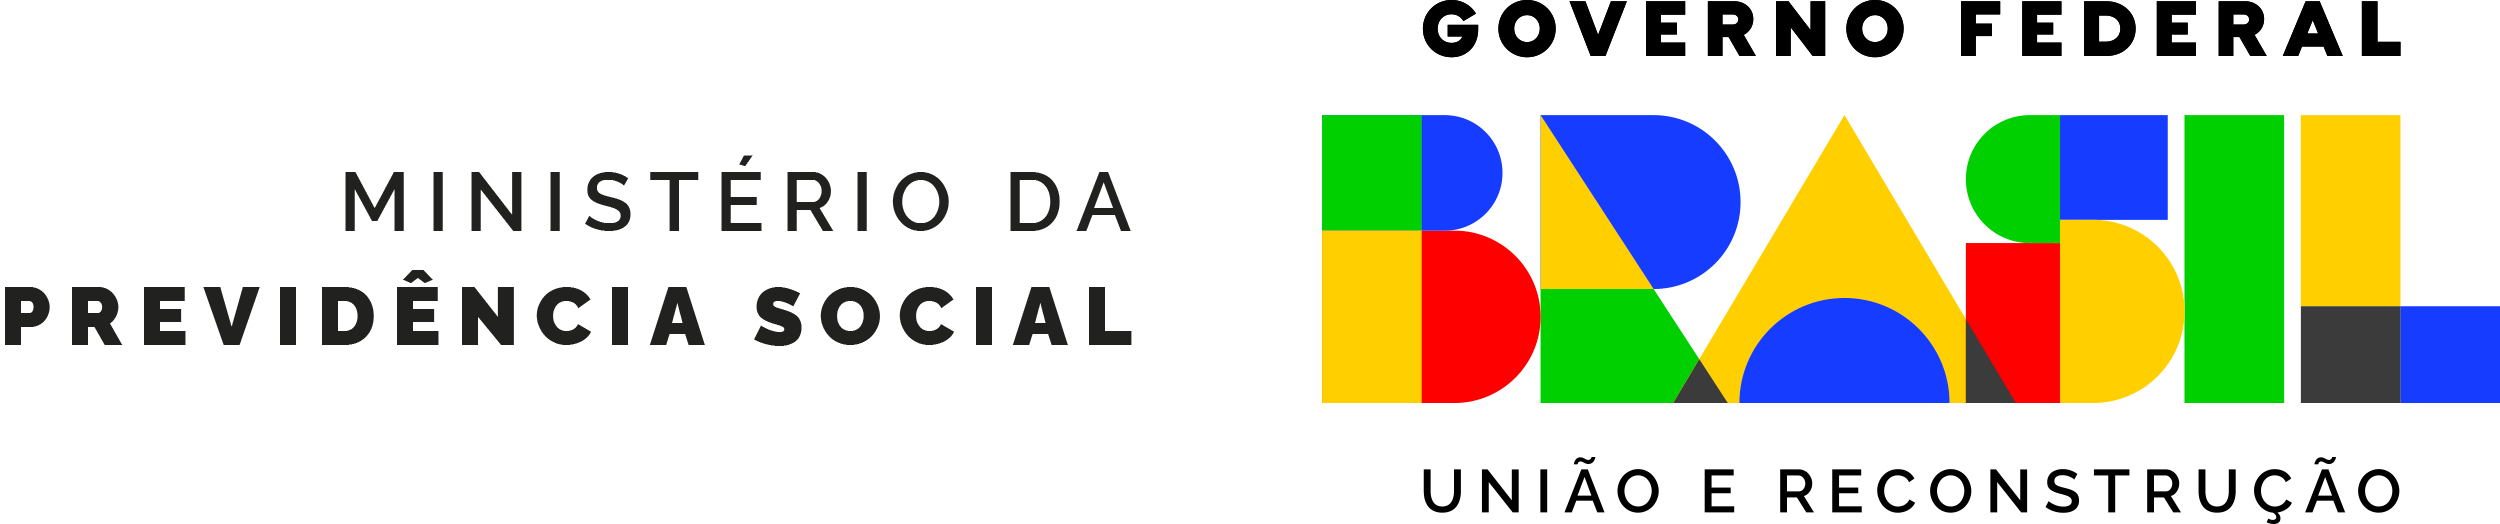 MINISTÉRIO DA
PREVIDÊNCIA SOCIAL
GOVERNO FEDERAL
BRASIL
UNIÃO E RECONSTRUÇÃO